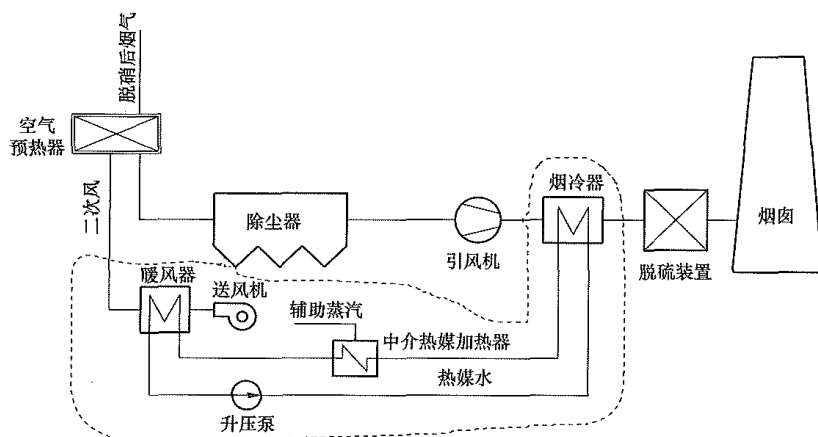 脱硝后烟气
空气
预热器
二次风
除尘器
引风机
烟冷器
脱硫装置
烟囱
暖风器
送风机
辅助蒸汽
中介热媒加热器
热媒水
升压泵